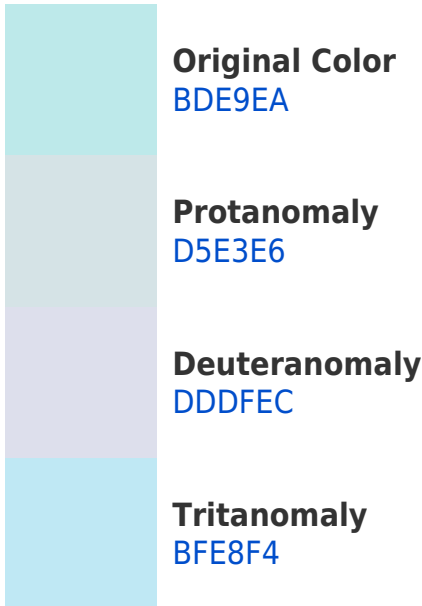 Original Color
BDE9EA
Protanomaly
D5E3E6
Deuteranomaly
DDDFEC
Tritanomaly
BFE8F4